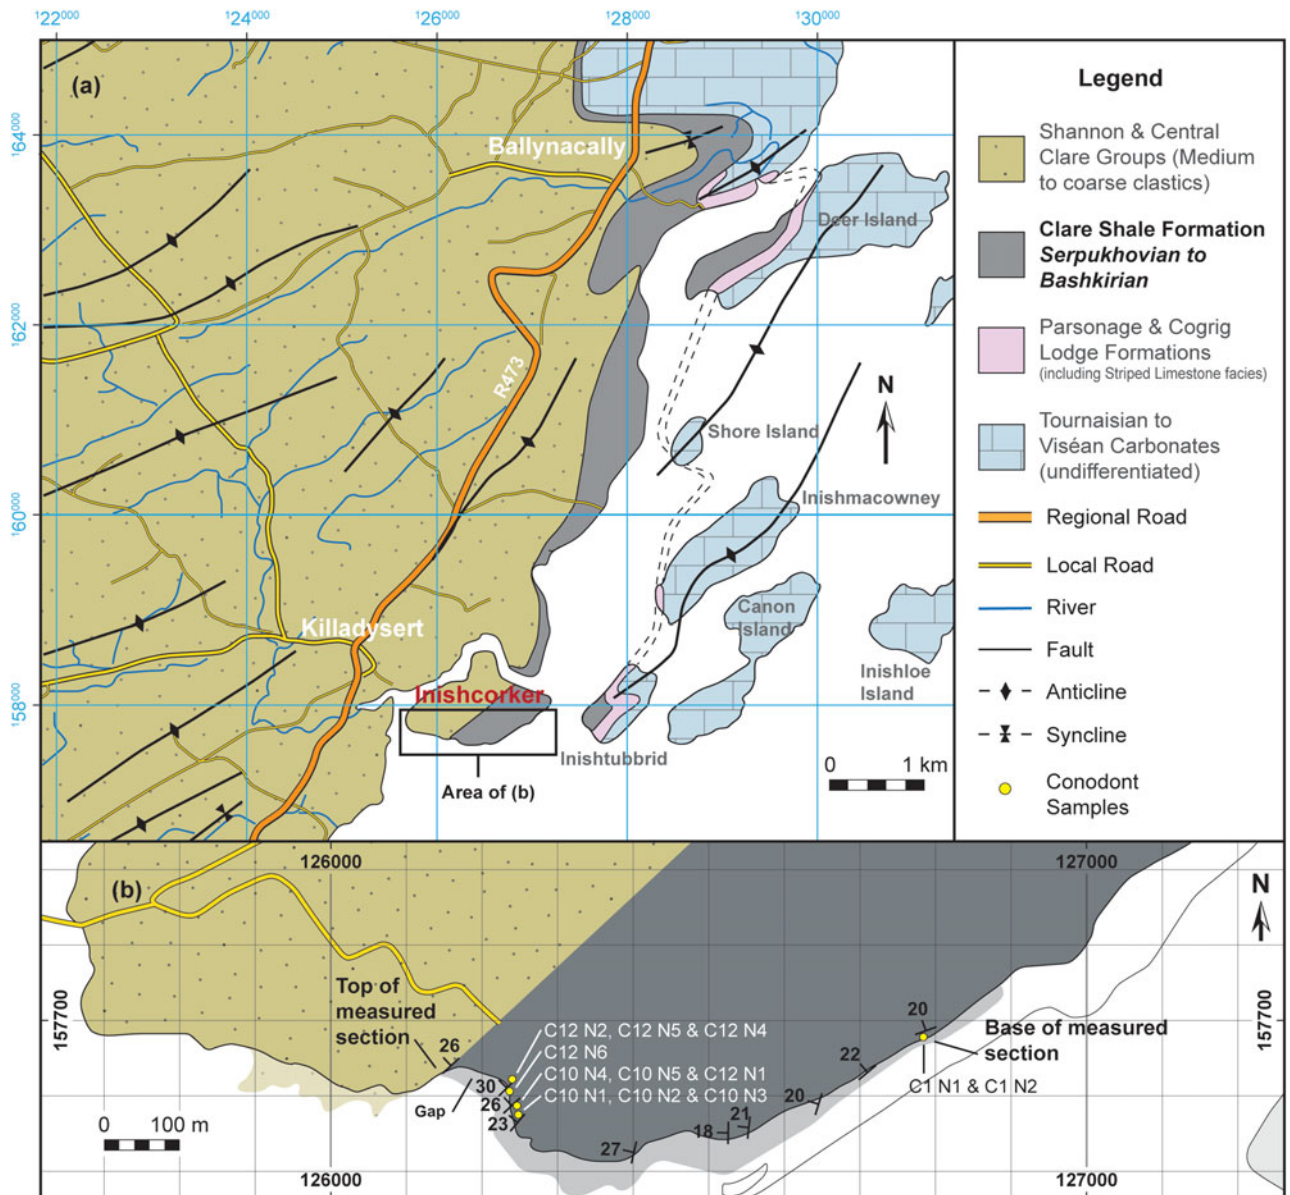 122000
124000
126000
128000
130000
(a)
164000
162000
160000
158000
Ballynacally
Deer Island
R473
Shore Island
N
Inishmacowney
Canon
Island
Killadysert
Inishloe
Island
Inishcorker
Inishtubbrid
Area of (b)
0 1 km
Legend
Shannon & Central
Clare Groups (Medium
to coarse clastics)
Clare Shale Formation
Serpukhovian to
Bashkirian
Parsonage & Cogrig
Lodge Formations
(including Striped Limestone facies)
Tournaisian to
Viséan Carbonates
(undifferentiated)
Regional Road
Local Road
River
Fault
Anticline
Syncline
Conodont
Samples
(b)
126000
127000
N
157700
157700
Top of
measured
section
26
Gap
30
26
23
C12 N2, C12 N5 & C12 N4
C12 N6
C10 N4, C10 N5 & C12 N1
C10 N1, C10 N2 & C10 N3
27
18
21
20
22
20
Base of measured
section
C1 N1 & C1 N2
0 100 m
126000
127000